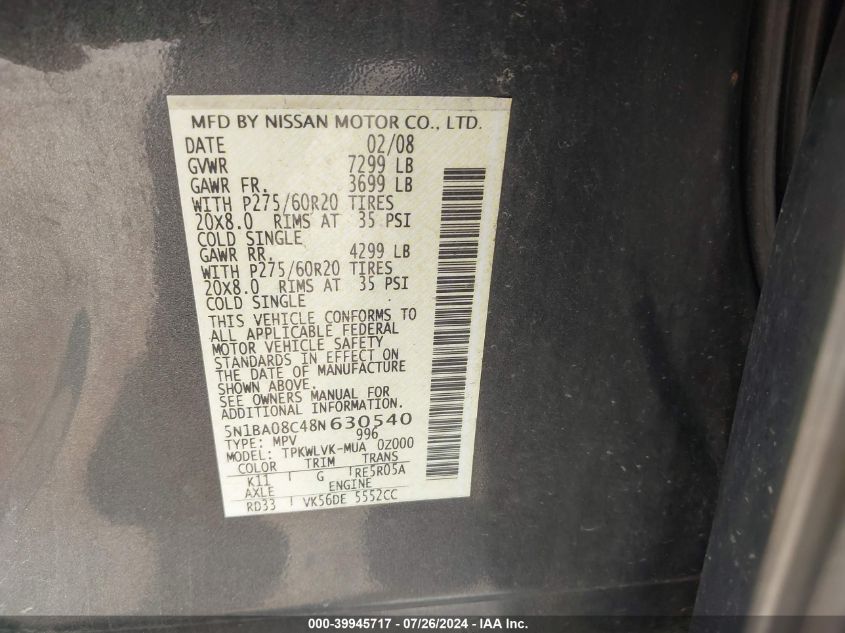 MFD BY NISSAN MOTOR CO., LTD.
DATE 02/08
GVWR 7299 LB
GAWR FR. 3699 LB
WITH P275/60R20 TIRES
20X8.0 RIMS AT 35 PSI
COLD SINGLE
GAWR RR. 4299 LB
WITH P275/60R20 TIRES
20X8.0 RIMS AT 35 PSI
COLD SINGLE
THIS VEHICLE CONFORMS TO
ALL APPLICABLE FEDERAL
MOTOR VEHICLE SAFETY
STANDARDS IN EFFECT ON
THE DATE OF MANUFACTURE
SHOWN ABOVE.
SEE OWNERS MANUAL FOR
ADDITIONAL INFORMATION.
5N1BA08C48N630540
TYPE: MPV 996
MODEL: TPKWLVK-MUA 0Z000
COLOR TRIM TRANS
K11 G RE5R05A
AXLE ENGINE
RD33 VK56DE 5552CC
000-39945717 - 07/26/2024 - IAA Inc.